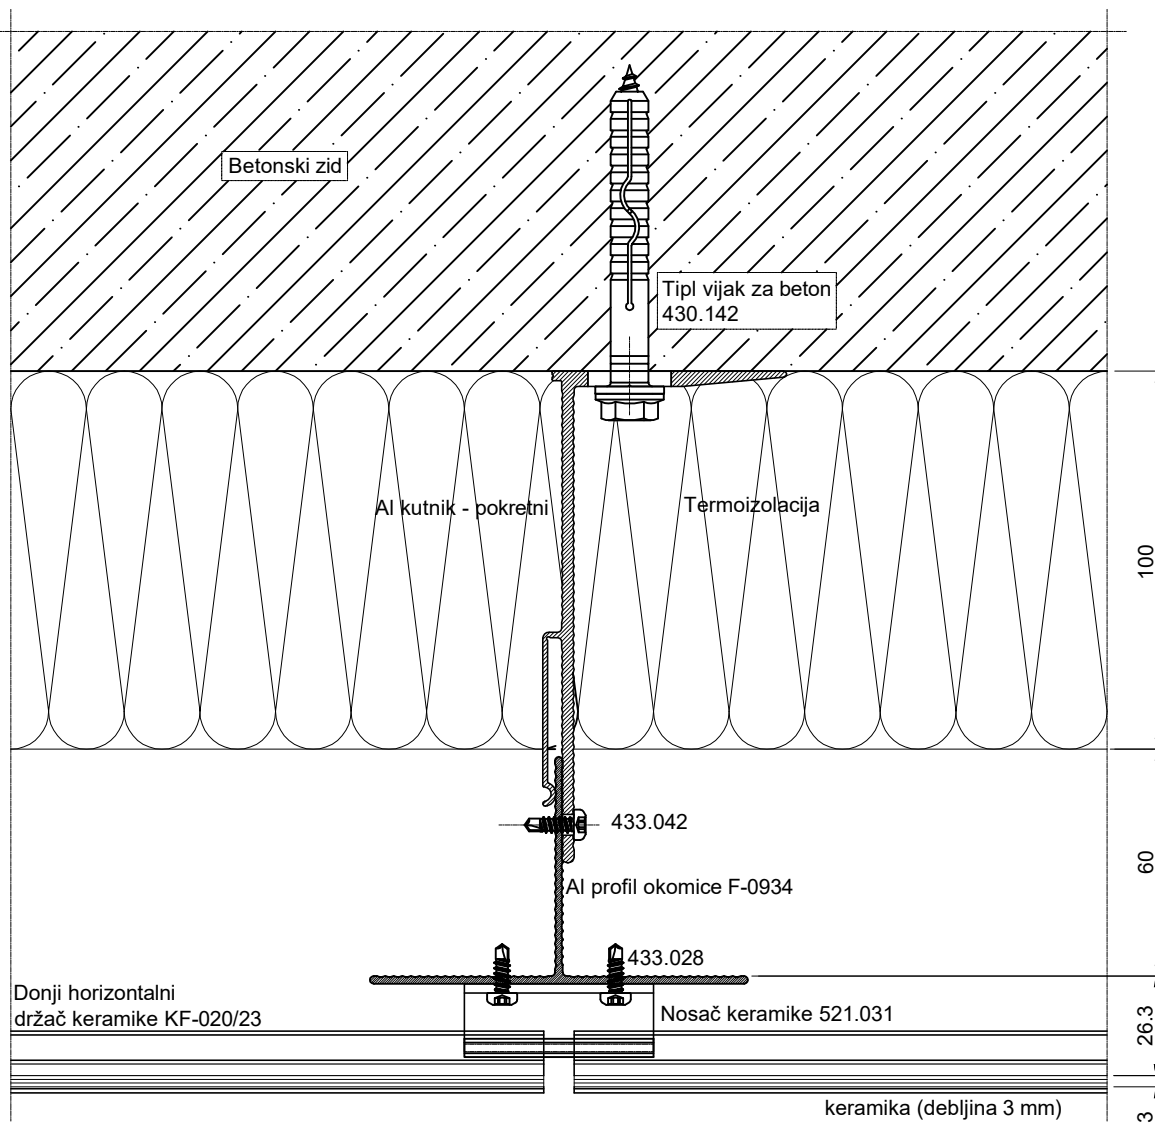 Betonski zid
Tipl vijak za beton
430.142
Al kutnik - pokretni
Termoizolacija
100
433.042
60
Al profil okomice F-0934
433.028
Donji horizontalni
držač keramike KF-020/23
Nosač keramike 521.031
26.3
keramika (debljina 3 mm)
3